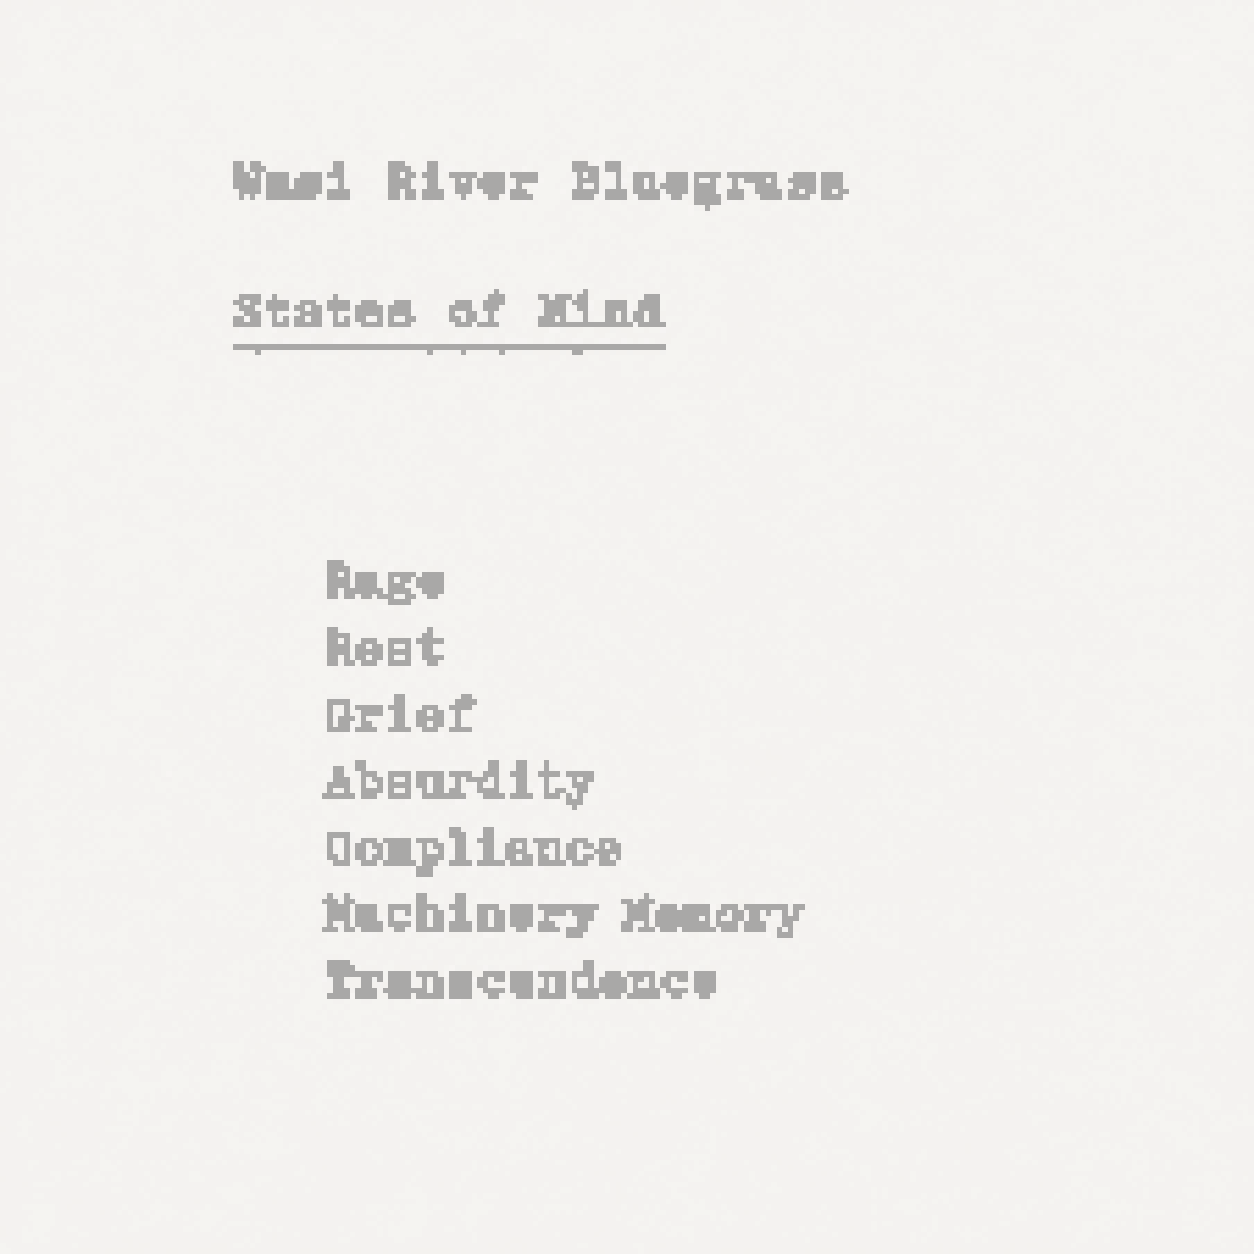 Wasi River Bluegrass
States of Mind
Rage
Rest
Grief
Absurdity
Compliance
Machinery Memory
Transcendence